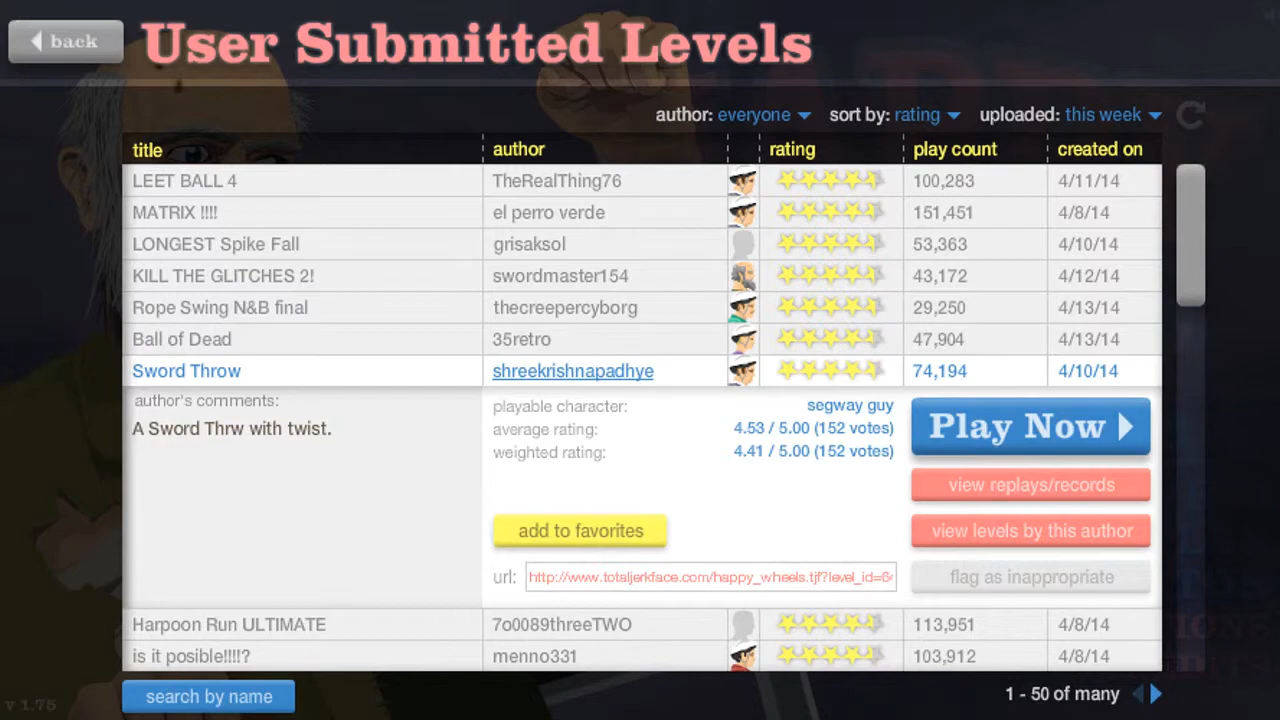 back
User Submitted Levels
author: everyone sort by: rating uploaded: this week
title author rating play count created on
LEET BALL 4 TheRealThing76 100,283 4/11/14
MATRIX !!!! el perro verde 151,451 4/8/14
LONGEST Spike Fall grisaksol 53,363 4/10/14
KILL THE GLITCHES 2! swordmaster154 43,172 4/12/14
Rope Swing N&B final thecreepercyborg 29,250 4/13/14
Ball of Dead 35retro 47,904 4/13/14
Sword Throw shreekrishnapadhye 74,194 4/10/14
author's comments:
A Sword Thrw with twist.
playable character: segway guy
average rating: 4.53 / 5.00 (152 votes)
weighted rating: 4.41 / 5.00 (152 votes)
add to favorites
url: http://www.totaljerkface.com/happy_wheels.tjf?level_id=6
Play Now
view replays/records
view levels by this author
flag as inappropriate
Harpoon Run ULTIMATE 7o0089threeTWO 113,951 4/8/14
is it posible!!!!? menno331 103,912 4/8/14
search by name
1 - 50 of many
v 1.75